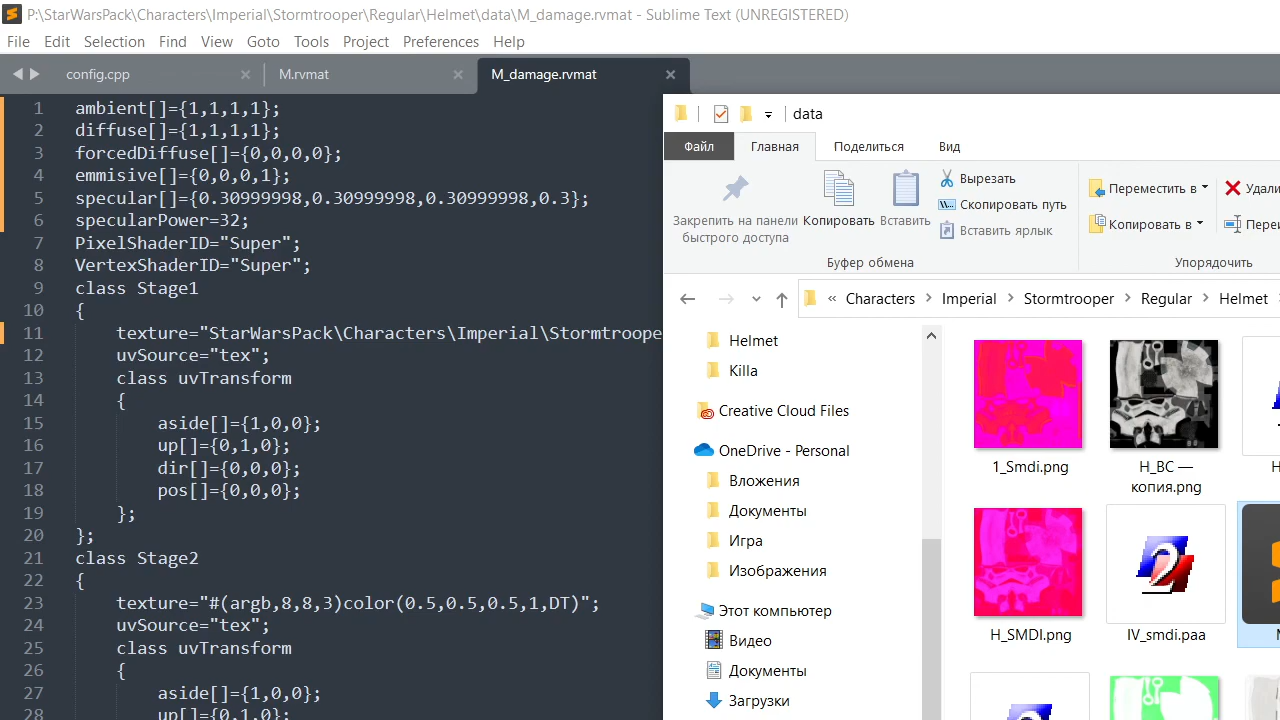 P:\StarWarsPack\Characters\Imperial\Stormtrooper\Regular\Helmet\data\M_damage.rvmat - Sublime Text (UNREGISTERED)
File Edit Selection Find View Goto Tools Project Preferences Help
config.cpp M.rvmat M_damage.rvmat
1 ambient[]={1,1,1,1};
2 diffuse[]={1,1,1,1};
3 forcedDiffuse[]={0,0,0,0};
4 emmisive[]={0,0,0,1};
5 specular[]={0.30999998,0.30999998,0.30999998,0.3};
6 specularPower=32;
7 PixelShaderID="Super";
8 VertexShaderID="Super";
9 class Stage1
10 {
11 texture="StarWarsPack\Characters\Imperial\Stormtroope
12 uvSource="tex";
13 class uvTransform
14 {
15 aside[]={1,0,0};
16 up[]={0,1,0};
17 dir[]={0,0,0};
18 pos[]={0,0,0};
19 };
20 };
21 class Stage2
22 {
23 texture="#(argb,8,8,3)color(0.5,0.5,0.5,1,DT)";
24 uvSource="tex";
25 class uvTransform
26 {
27 aside[]={1,0,0};
28 up[]={0,1,0};
data
Файл Главная Поделиться Вид
Закрепить на панели
быстрого доступа
Копировать
Вставить
Вырезать
Скопировать путь
Вставить ярлык
Буфер обмена
Переместить в
Копировать в
Удали
Пере
Упорядочить
« Characters > Imperial > Stormtrooper > Regular > Helmet
Helmet
Killa
Creative Cloud Files
OneDrive - Personal
Вложения
Документы
Игра
Изображения
Этот компьютер
Видео
Документы
Загрузки
1_Smdi.png
H_BC —
копия.png
H
H_SMDI.png
IV_smdi.paa